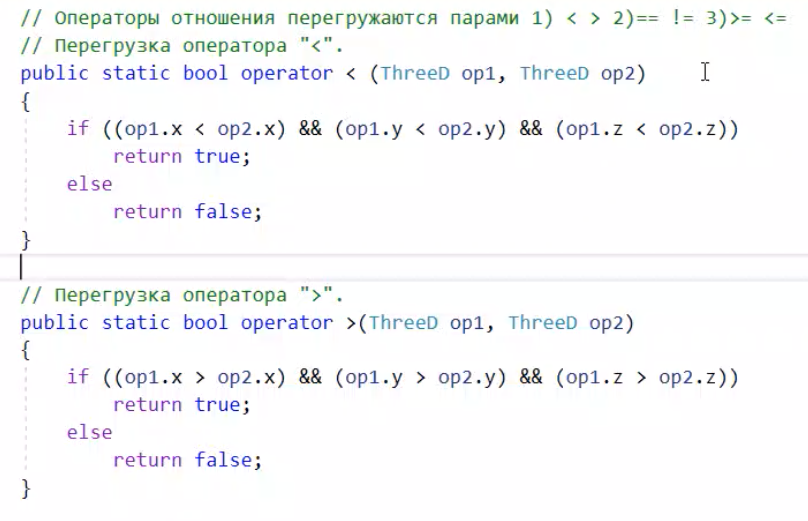 // Операторы отношения перегружаются парами 1) < > 2)== != 3)>= <=
// Перегрузка оператора "<".
public static bool operator < (ThreeD op1, ThreeD op2)
{
    if ((op1.x < op2.x) && (op1.y < op2.y) && (op1.z < op2.z))
        return true;
    else
        return false;
}
// Перегрузка оператора ">".
public static bool operator >(ThreeD op1, ThreeD op2)
{
    if ((op1.x > op2.x) && (op1.y > op2.y) && (op1.z > op2.z))
        return true;
    else
        return false;
}